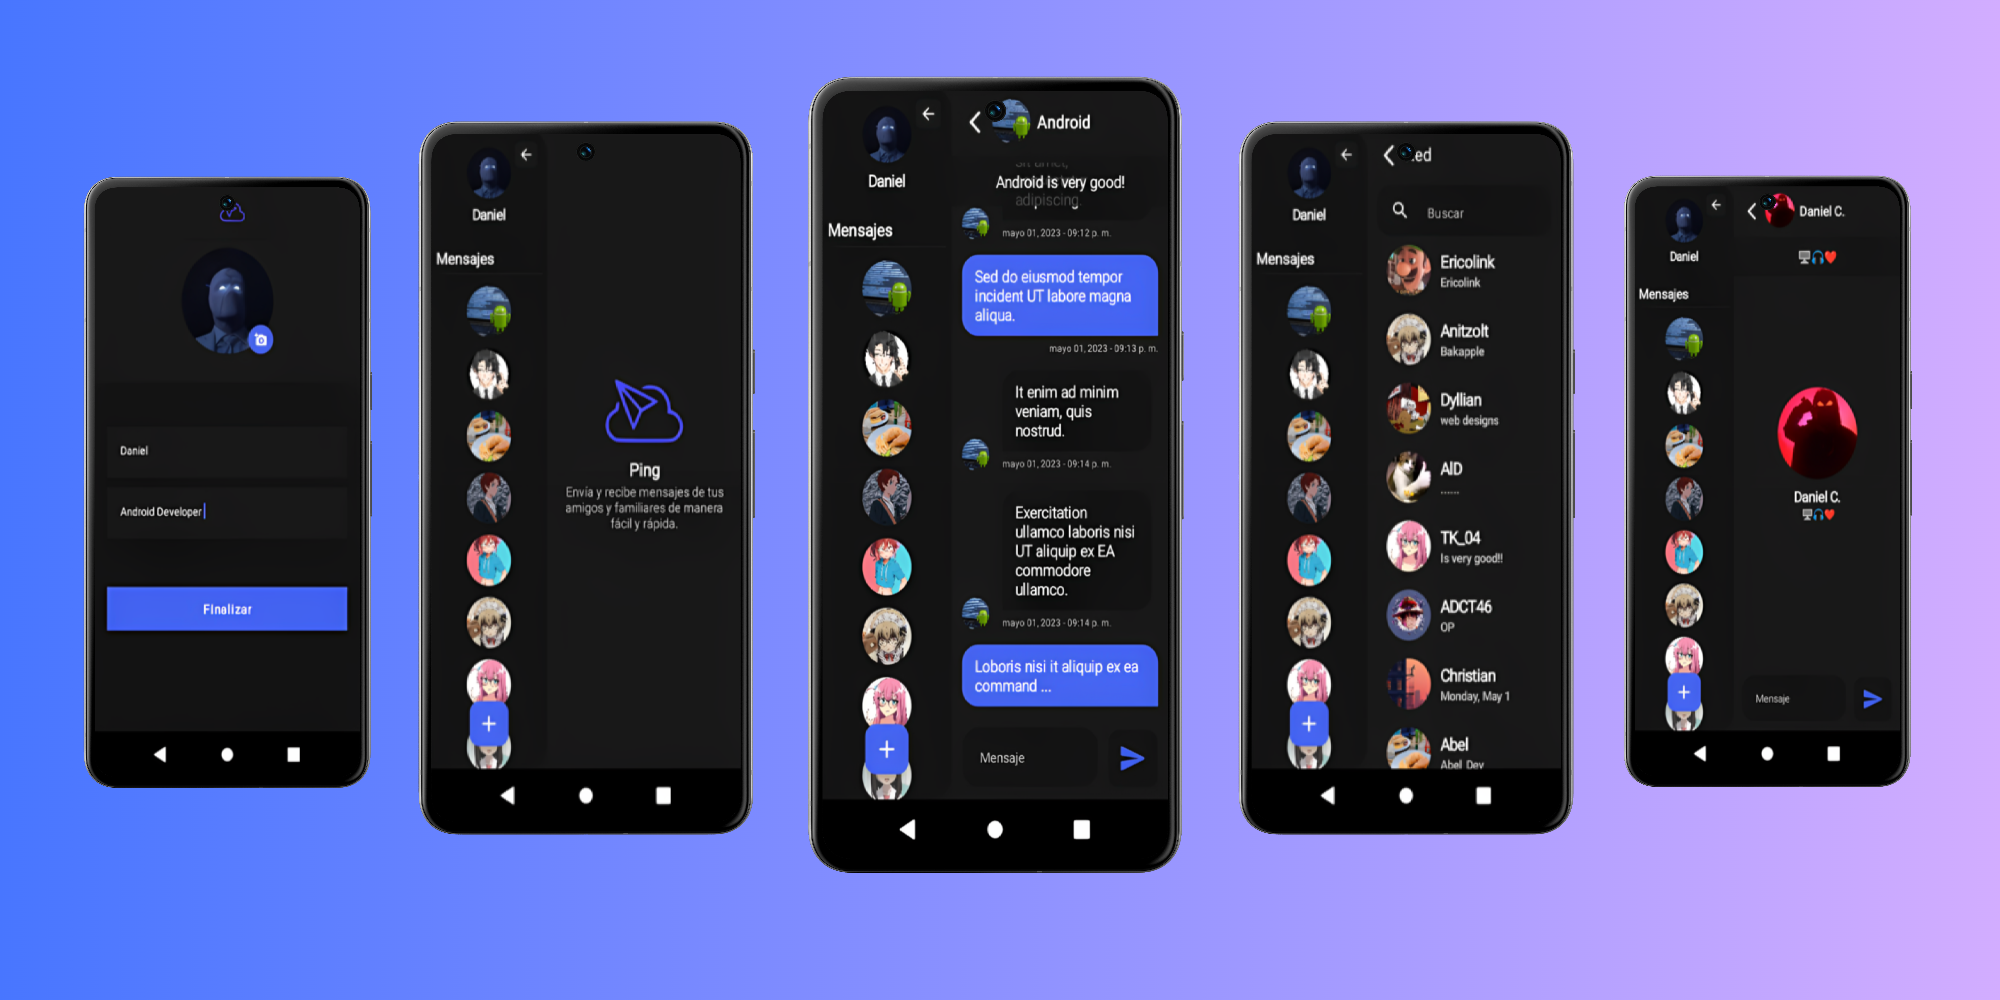 Daniel
Android Developer
Finalizar
Daniel
Mensajes
Ping
Envía y recibe mensajes de tus
amigos y familiares de manera
fácil y rápida.
Daniel
Mensajes
Android
Android is very good!
adipiscing.
mayo 01, 2023 - 09:12 p. m.
Sed do eiusmod tempor
incident UT labore magna
aliqua.
mayo 01, 2023 - 09:13 p. m.
It enim ad minim
veniam, quis
nostrud.
mayo 01, 2023 - 09:14 p. m.
Exercitation
ullamco laboris nisi
UT aliquip ex EA
commodore
ullamco.
mayo 01, 2023 - 09:14 p. m.
Loboris nisi it aliquip ex ea
command ...
Mensaje
Daniel
Mensajes
Buscar
Ericolink
Ericolink
Anitzolt
Bakapple
Dyllian
web designs
AlD
......
TK_04
Is very good!!
ADCT46
OP
Christian
Monday, May 1
Abel
Abel Dev
Daniel
Mensajes
Daniel C.
🖥️🎧❤️
Daniel C.
🖥️🎧❤️
Mensaje